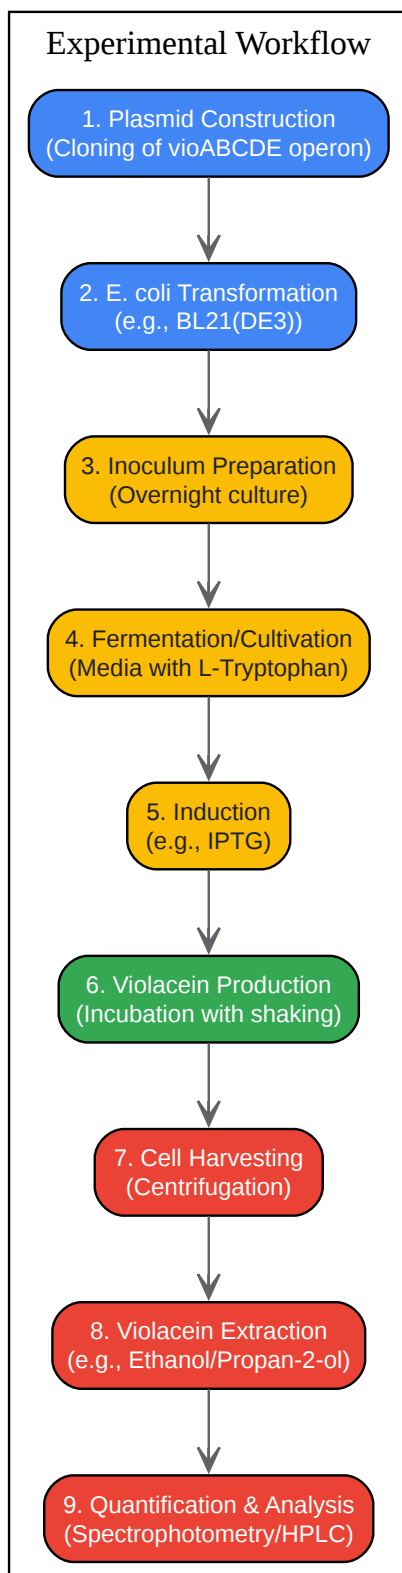 Experimental Workflow
1. Plasmid Construction
(Cloning of vioABCDE operon)
2. E. coli Transformation
(e.g., BL21(DE3))
3. Inoculum Preparation
(Overnight culture)
4. Fermentation/Cultivation
(Media with L-Tryptophan)
5. Induction
(e.g., IPTG)
6. Violacein Production
(Incubation with shaking)
7. Cell Harvesting
(Centrifugation)
8. Violacein Extraction
(e.g., Ethanol/Propan-2-ol)
9. Quantification & Analysis
(Spectrophotometry/HPLC)